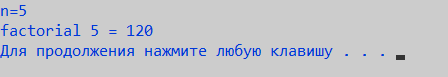 n=5
factorial 5 = 120
Для продолжения нажмите любую клавишу . . .